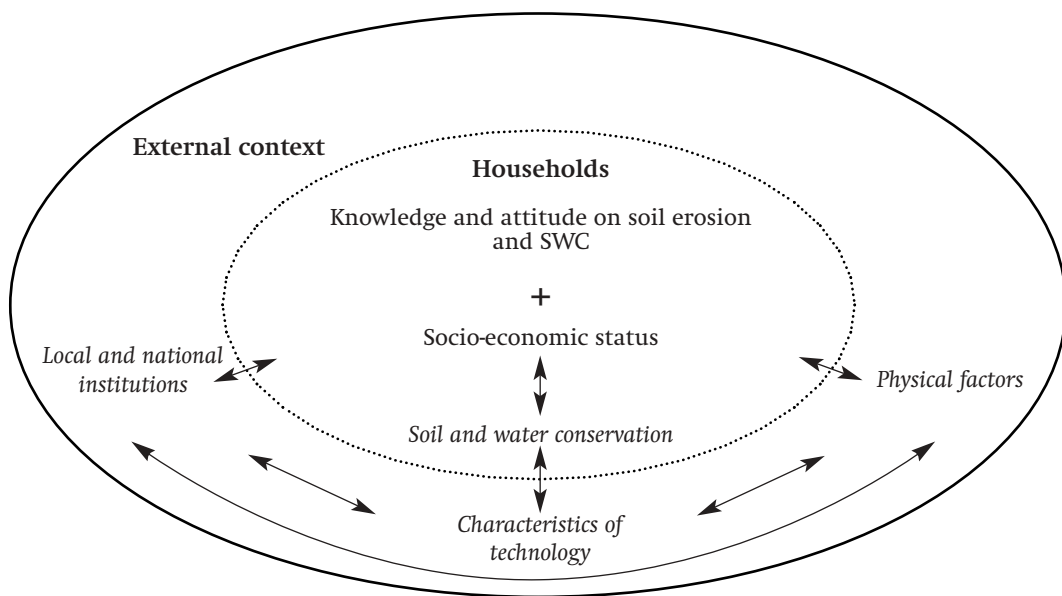 External context
Households
Knowledge and attitude on soil erosion
and SWC
+
Socio-economic status
Local and national
institutions
Physical factors
Soil and water conservation
Characteristics of
technology